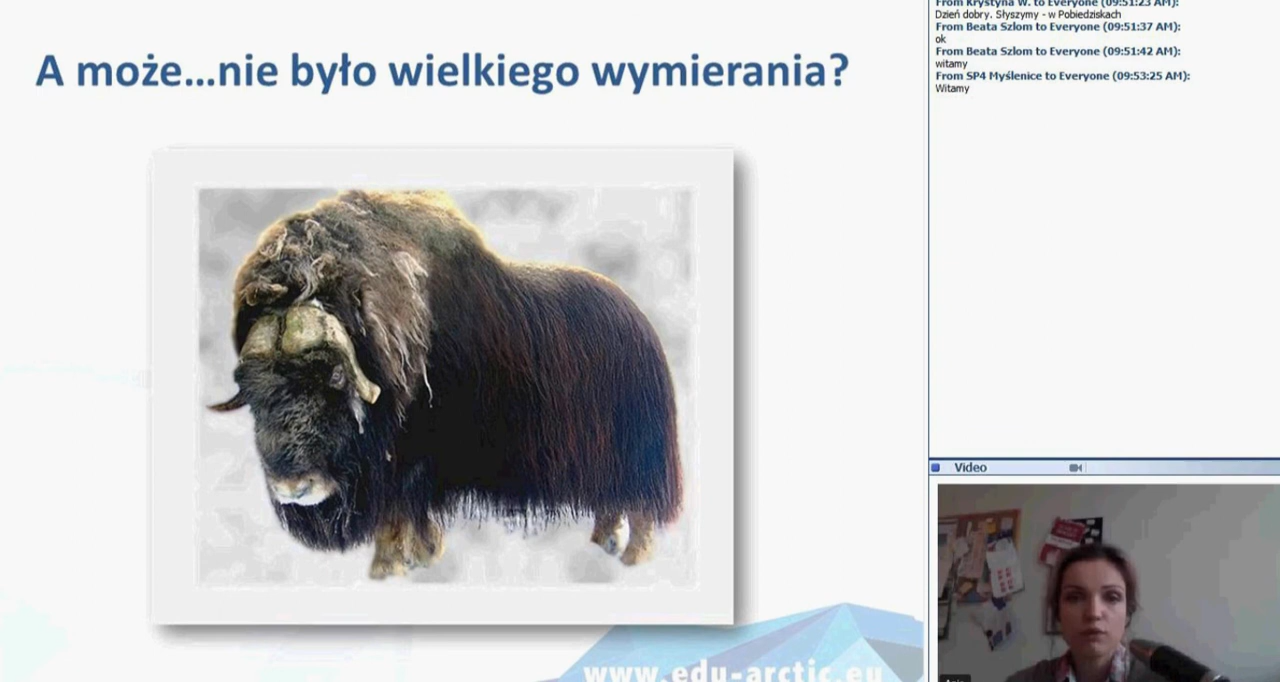 A może...nie było wielkiego wymierania?
www.edu-arctic.eu
From Krystyna W. to Everyone (09:51:23 AM):
Dzień dobry. Słyszymy - w Pobiedziskach
From Beata Szlom to Everyone (09:51:37 AM):
ok
From Beata Szlom to Everyone (09:51:42 AM):
witamy
From SP4 Myślenice to Everyone (09:53:25 AM):
Witamy
Video